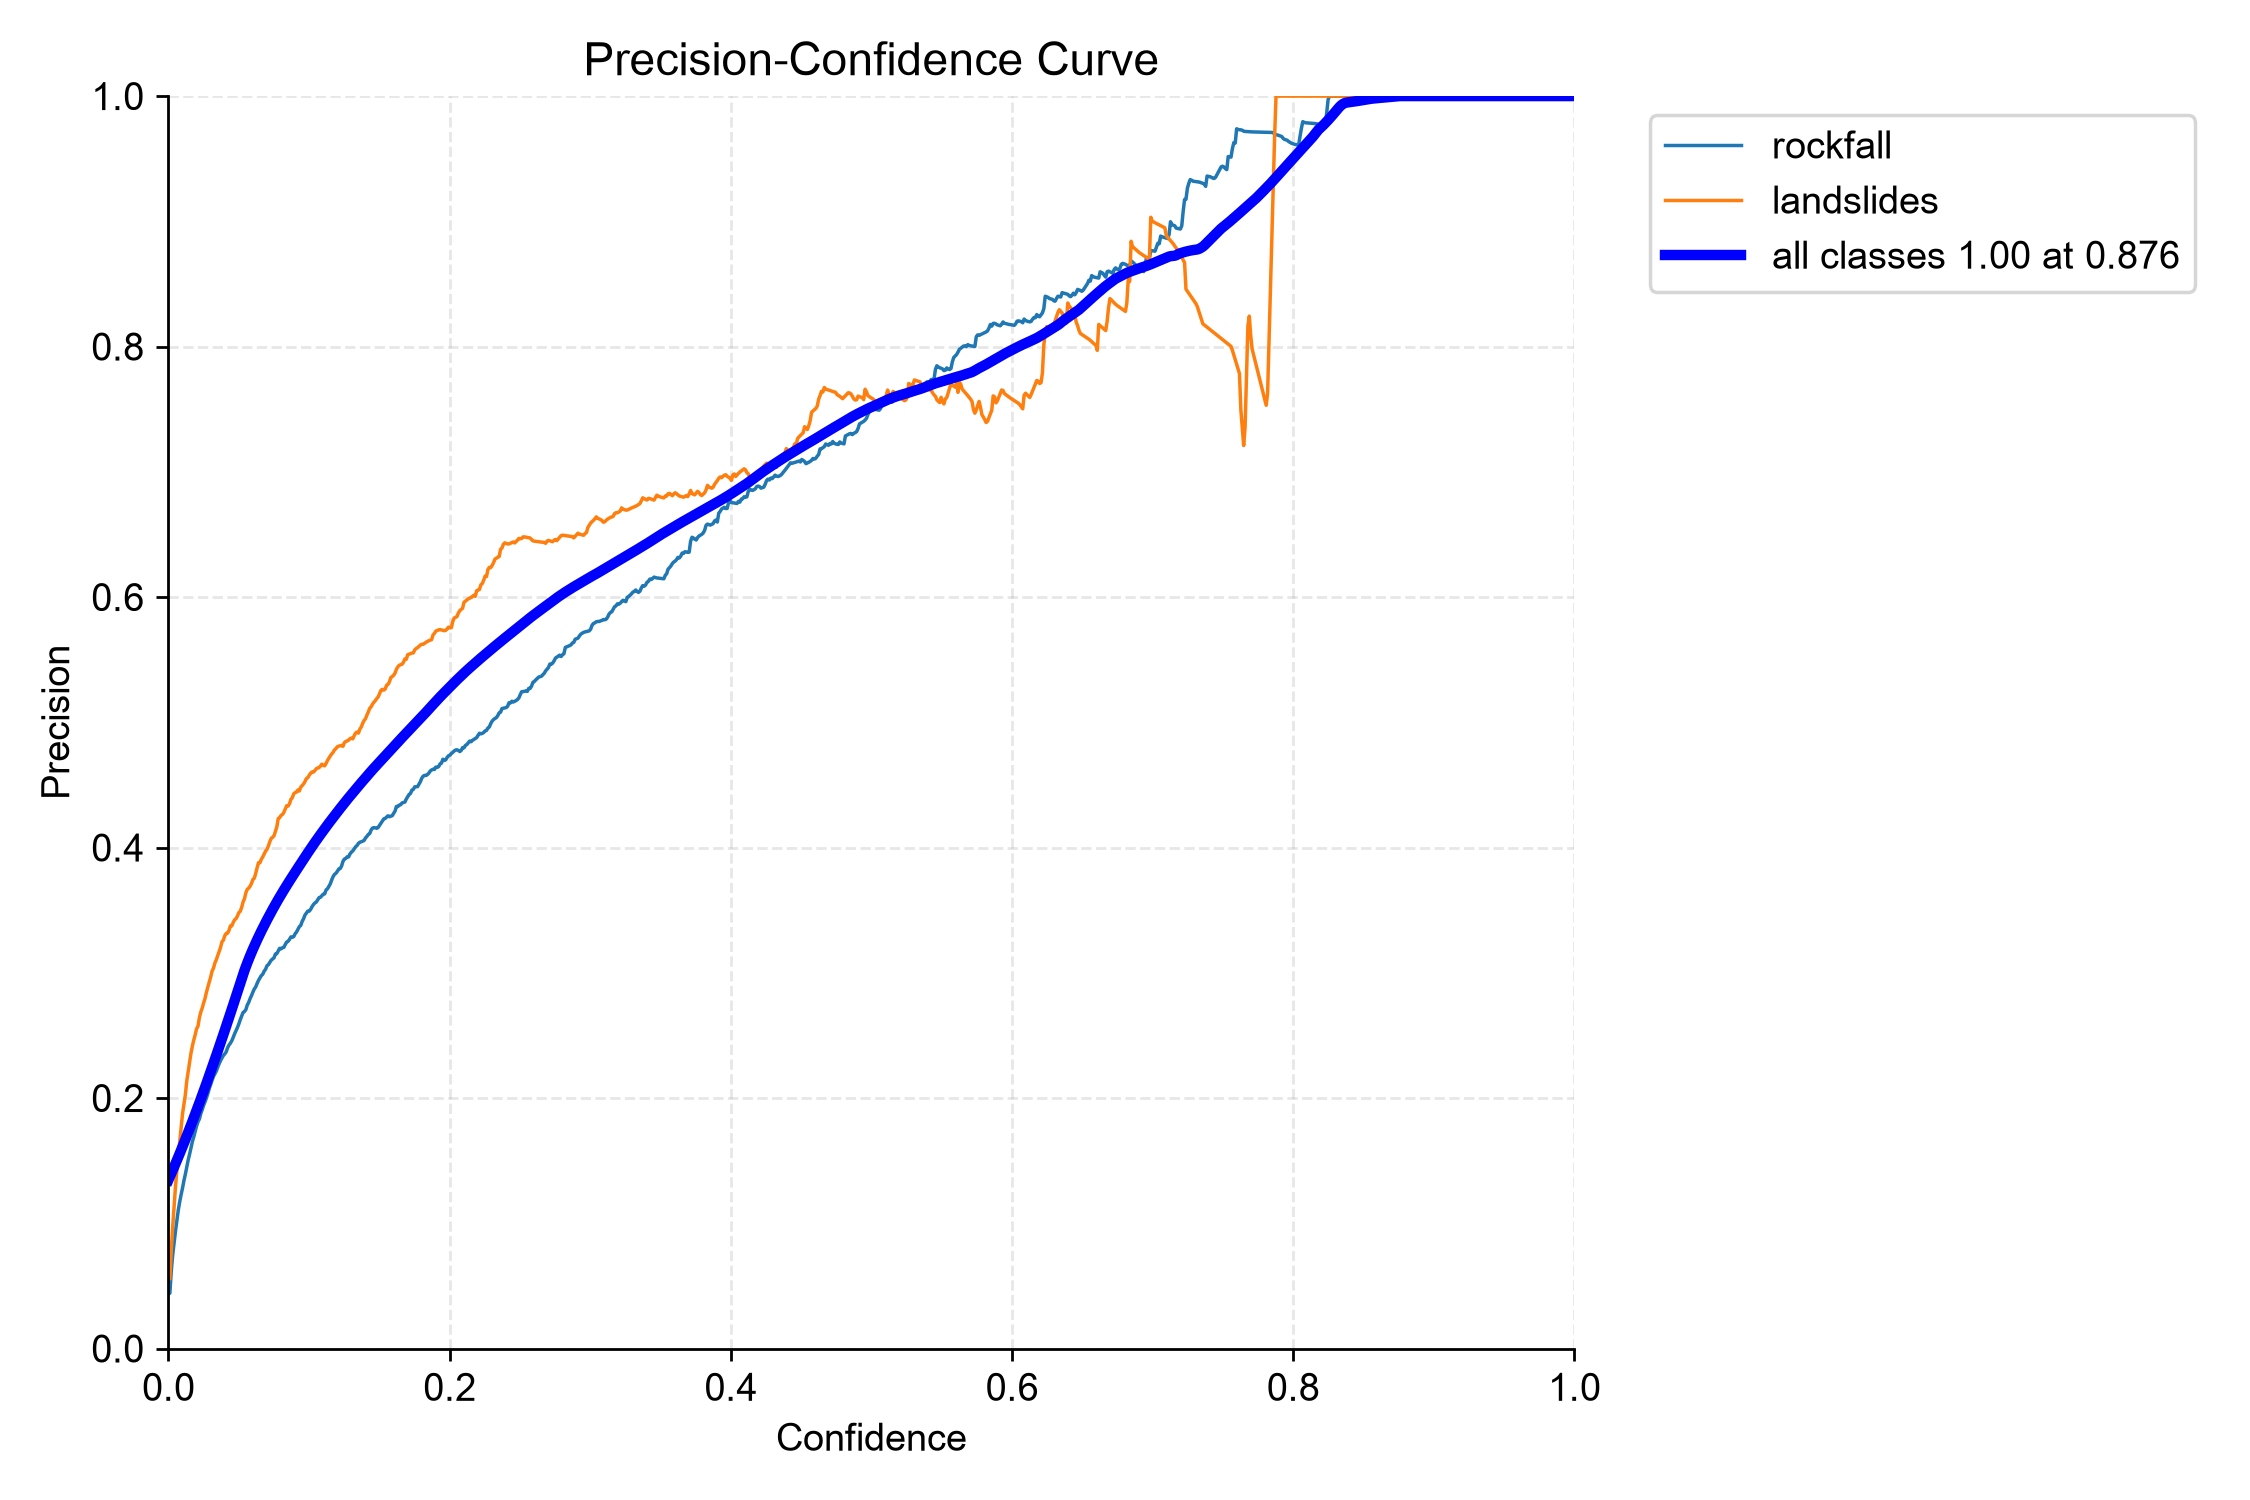 Precision-Confidence Curve
1.0
0.8
0.6
0.4
0.2
0.0
Precision
0.0 0.2 0.4 0.6 0.8 1.0
Confidence
rockfall
landslides
all classes 1.00 at 0.876